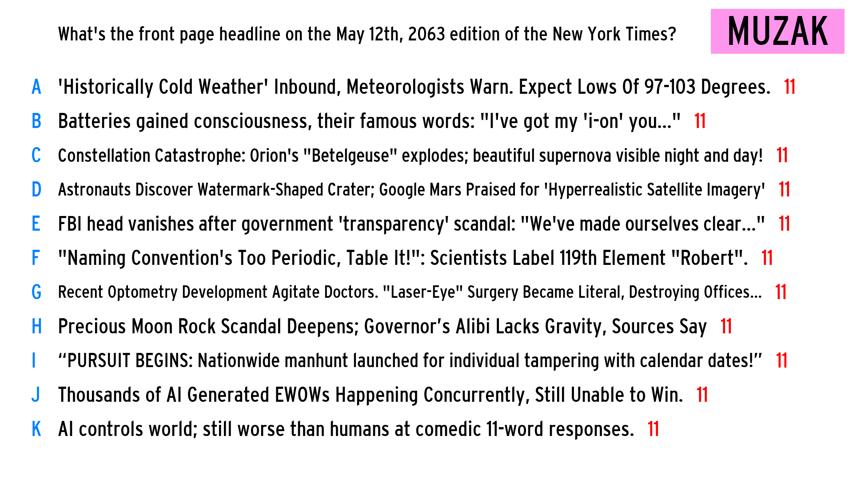 What's the front page headline on the May 12th, 2063 edition of the New York Times?
MUZAK
A 'Historically Cold Weather' Inbound, Meteorologists Warn. Expect Lows Of 97-103 Degrees. 11
B Batteries gained consciousness, their famous words: "I've got my 'i-on' you..." 11
C Constellation Catastrophe: Orion's "Betelgeuse" explodes; beautiful supernova visible night and day! 11
D Astronauts Discover Watermark-Shaped Crater; Google Mars Praised for 'Hyperrealistic Satellite Imagery' 11
E FBI head vanishes after government 'transparency' scandal: "We've made ourselves clear..." 11
F "Naming Convention's Too Periodic, Table It!": Scientists Label 119th Element "Robert". 11
G Recent Optometry Development Agitate Doctors. "Laser-Eye" Surgery Became Literal, Destroying Offices... 11
H Precious Moon Rock Scandal Deepens; Governor’s Alibi Lacks Gravity, Sources Say 11
I “PURSUIT BEGINS: Nationwide manhunt launched for individual tampering with calendar dates!” 11
J Thousands of AI Generated EWOWs Happening Concurrently, Still Unable to Win. 11
K AI controls world; still worse than humans at comedic 11-word responses. 11